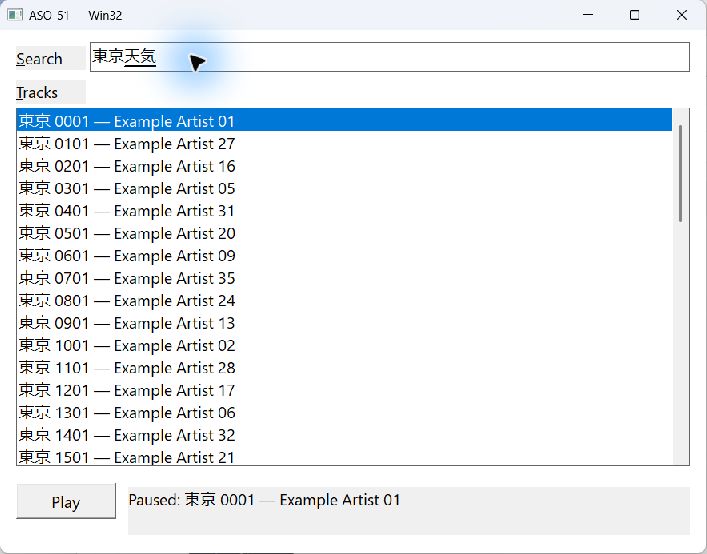 ASO-51 — Win32
Search
東京天気
Tracks
東京 0001 — Example Artist 01
東京 0101 — Example Artist 27
東京 0201 — Example Artist 16
東京 0301 — Example Artist 05
東京 0401 — Example Artist 31
東京 0501 — Example Artist 20
東京 0601 — Example Artist 09
東京 0701 — Example Artist 35
東京 0801 — Example Artist 24
東京 0901 — Example Artist 13
東京 1001 — Example Artist 02
東京 1101 — Example Artist 28
東京 1201 — Example Artist 17
東京 1301 — Example Artist 06
東京 1401 — Example Artist 32
東京 1501 — Example Artist 21
Play
Paused: 東京 0001 — Example Artist 01